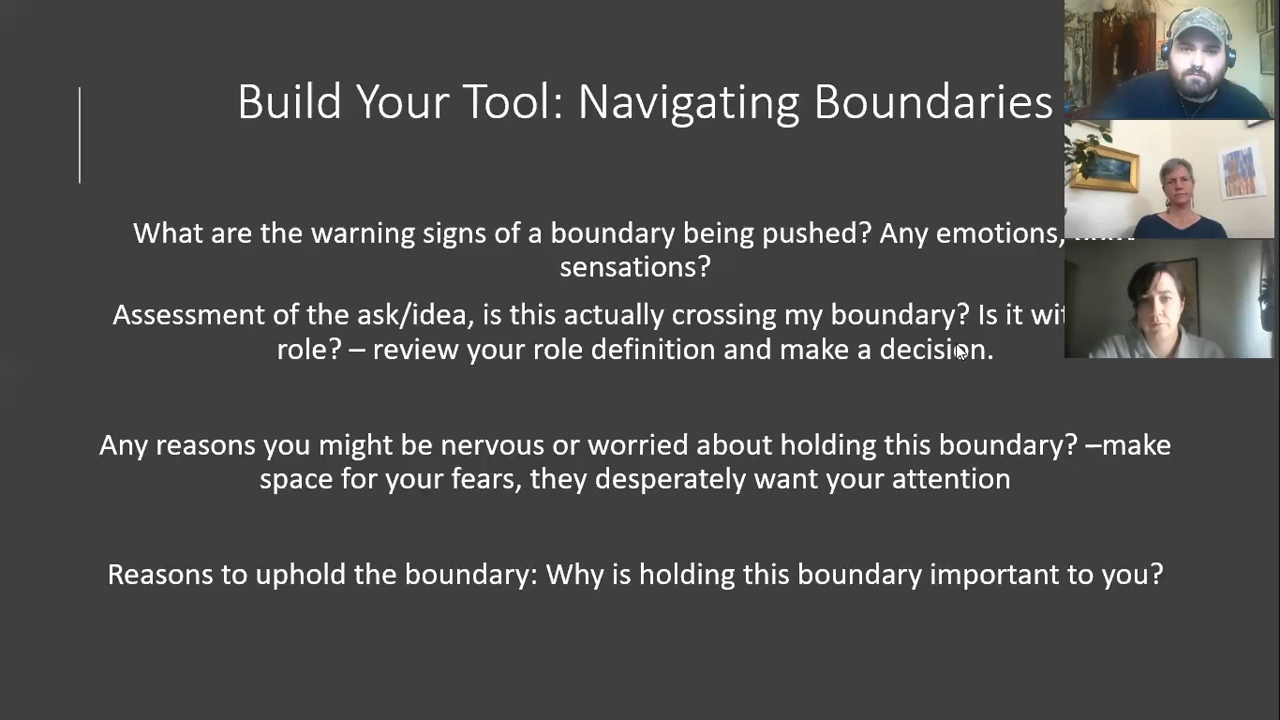 Build Your Tool: Navigating Boundaries
What are the warning signs of a boundary being pushed? Any emotions,
sensations?
Assessment of the ask/idea, is this actually crossing my boundary? Is it
role? – review your role definition and make a decision.
Any reasons you might be nervous or worried about holding this boundary? –make
space for your fears, they desperately want your attention
Reasons to uphold the boundary: Why is holding this boundary important to you?